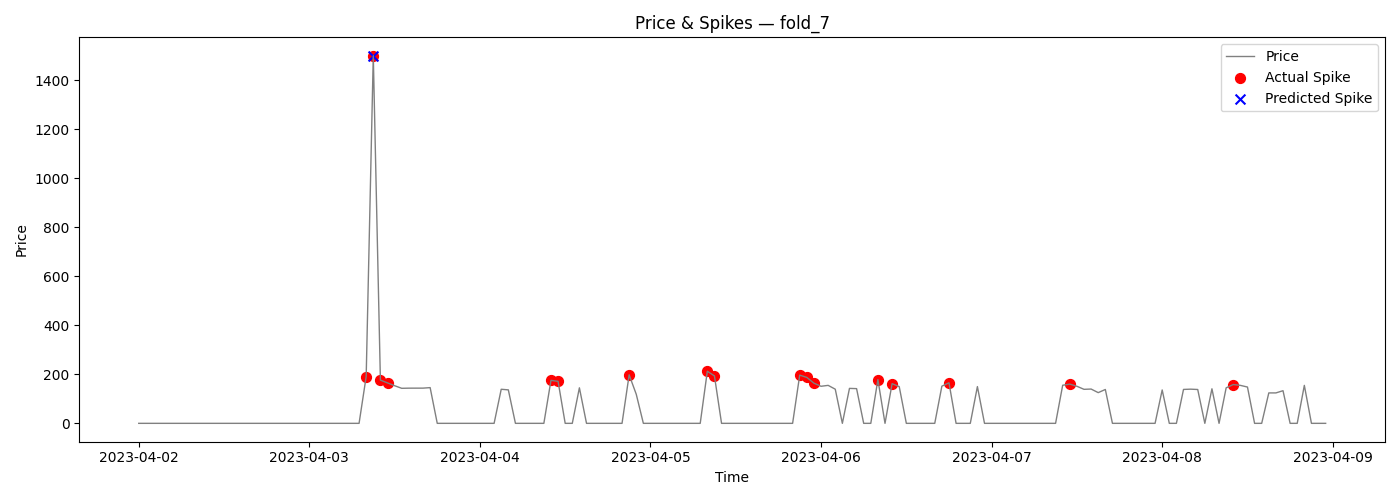 Price & Spikes — fold_7
Price
Actual Spike
Predicted Spike
1400
1200
1000
800
600
400
200
0
Price
2023-04-02
2023-04-03
2023-04-04
2023-04-05
2023-04-06
2023-04-07
2023-04-08
2023-04-09
Time